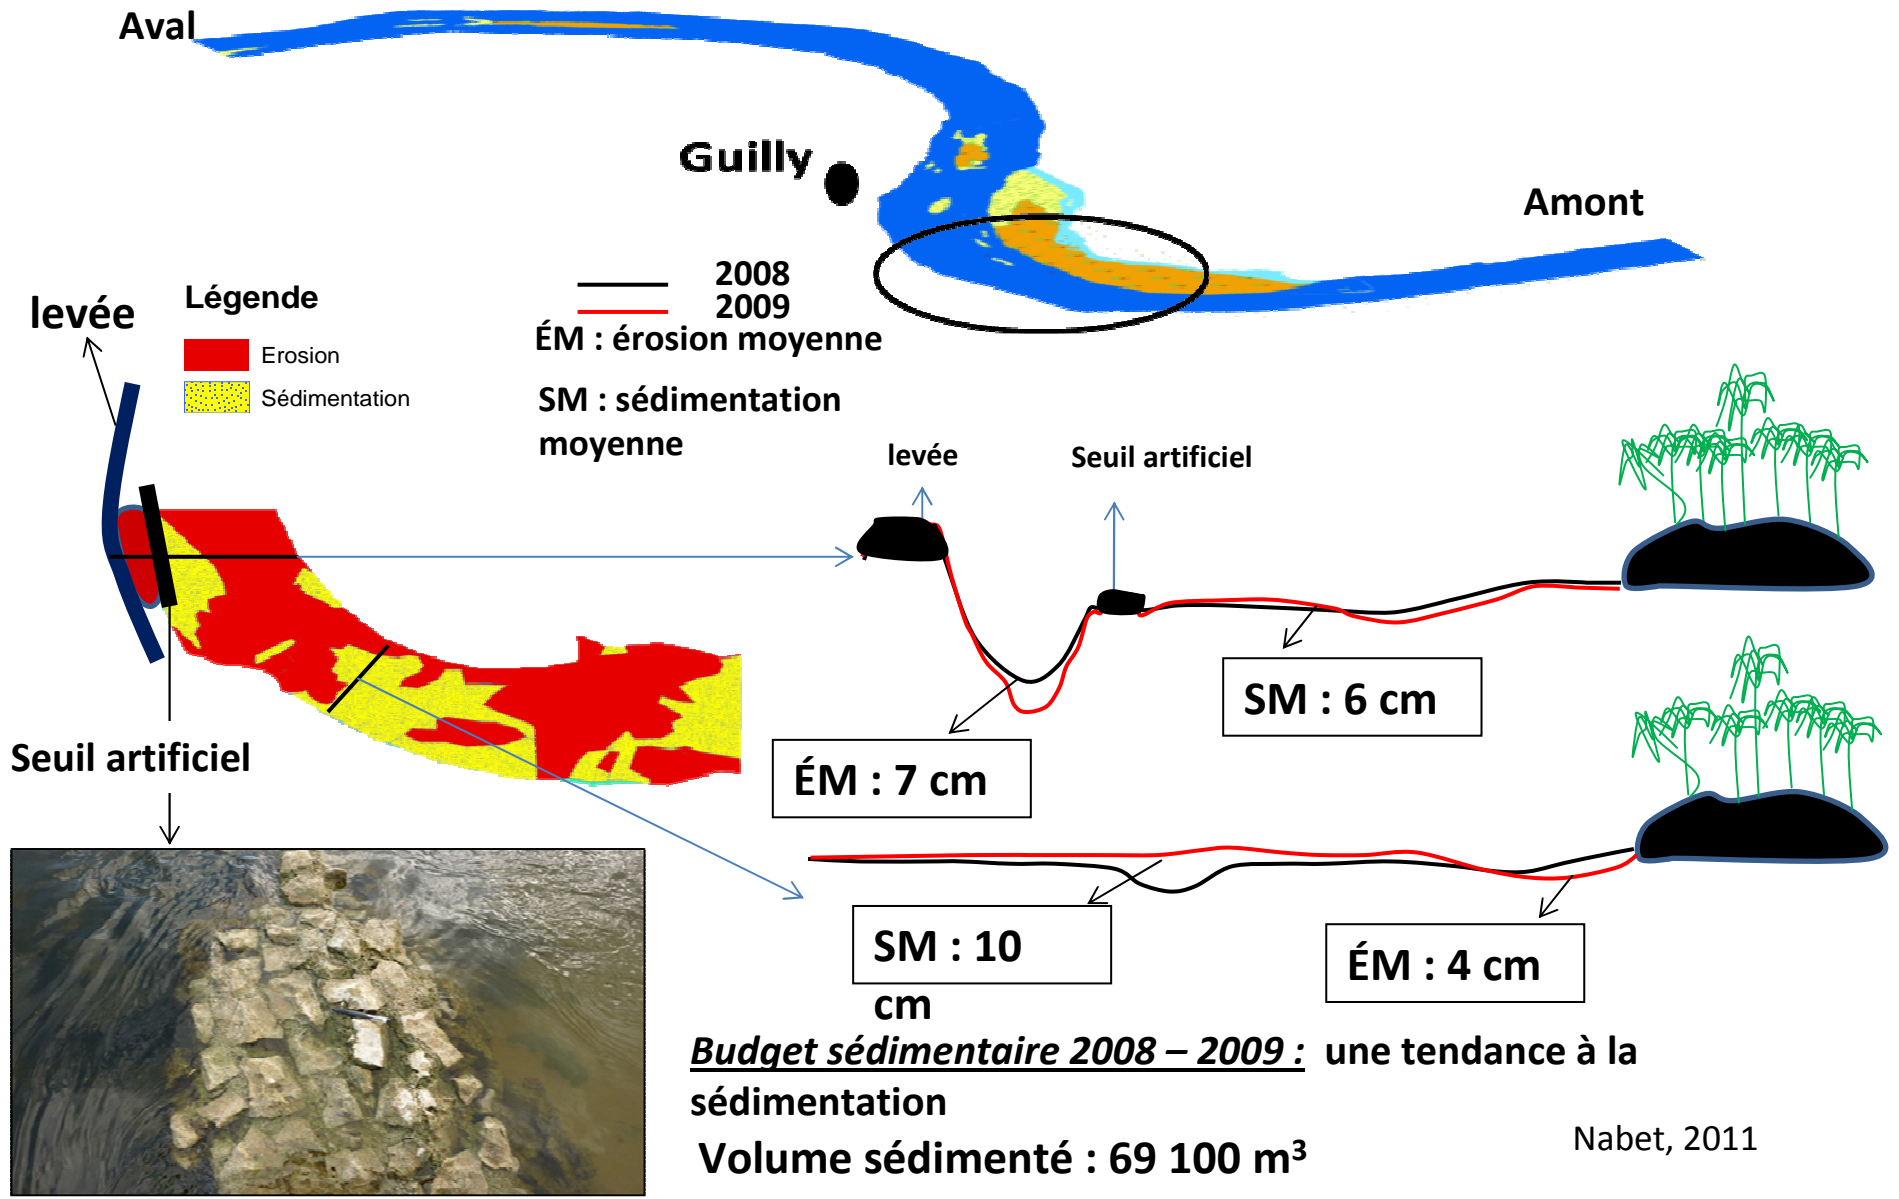 Aval
Guilly
Amont
2008
2009
Légende
levée
Erosion
Sédimentation
ÉM : érosion moyenne
SM : sédimentation
moyenne
levée
Seuil artificiel
SM : 6 cm
ÉM : 7 cm
Seuil artificiel
SM : 10
cm
ÉM : 4 cm
Budget sédimentaire 2008 – 2009 : une tendance à la
sédimentation
Volume sédimenté : 69 100 m³
Nabet, 2011